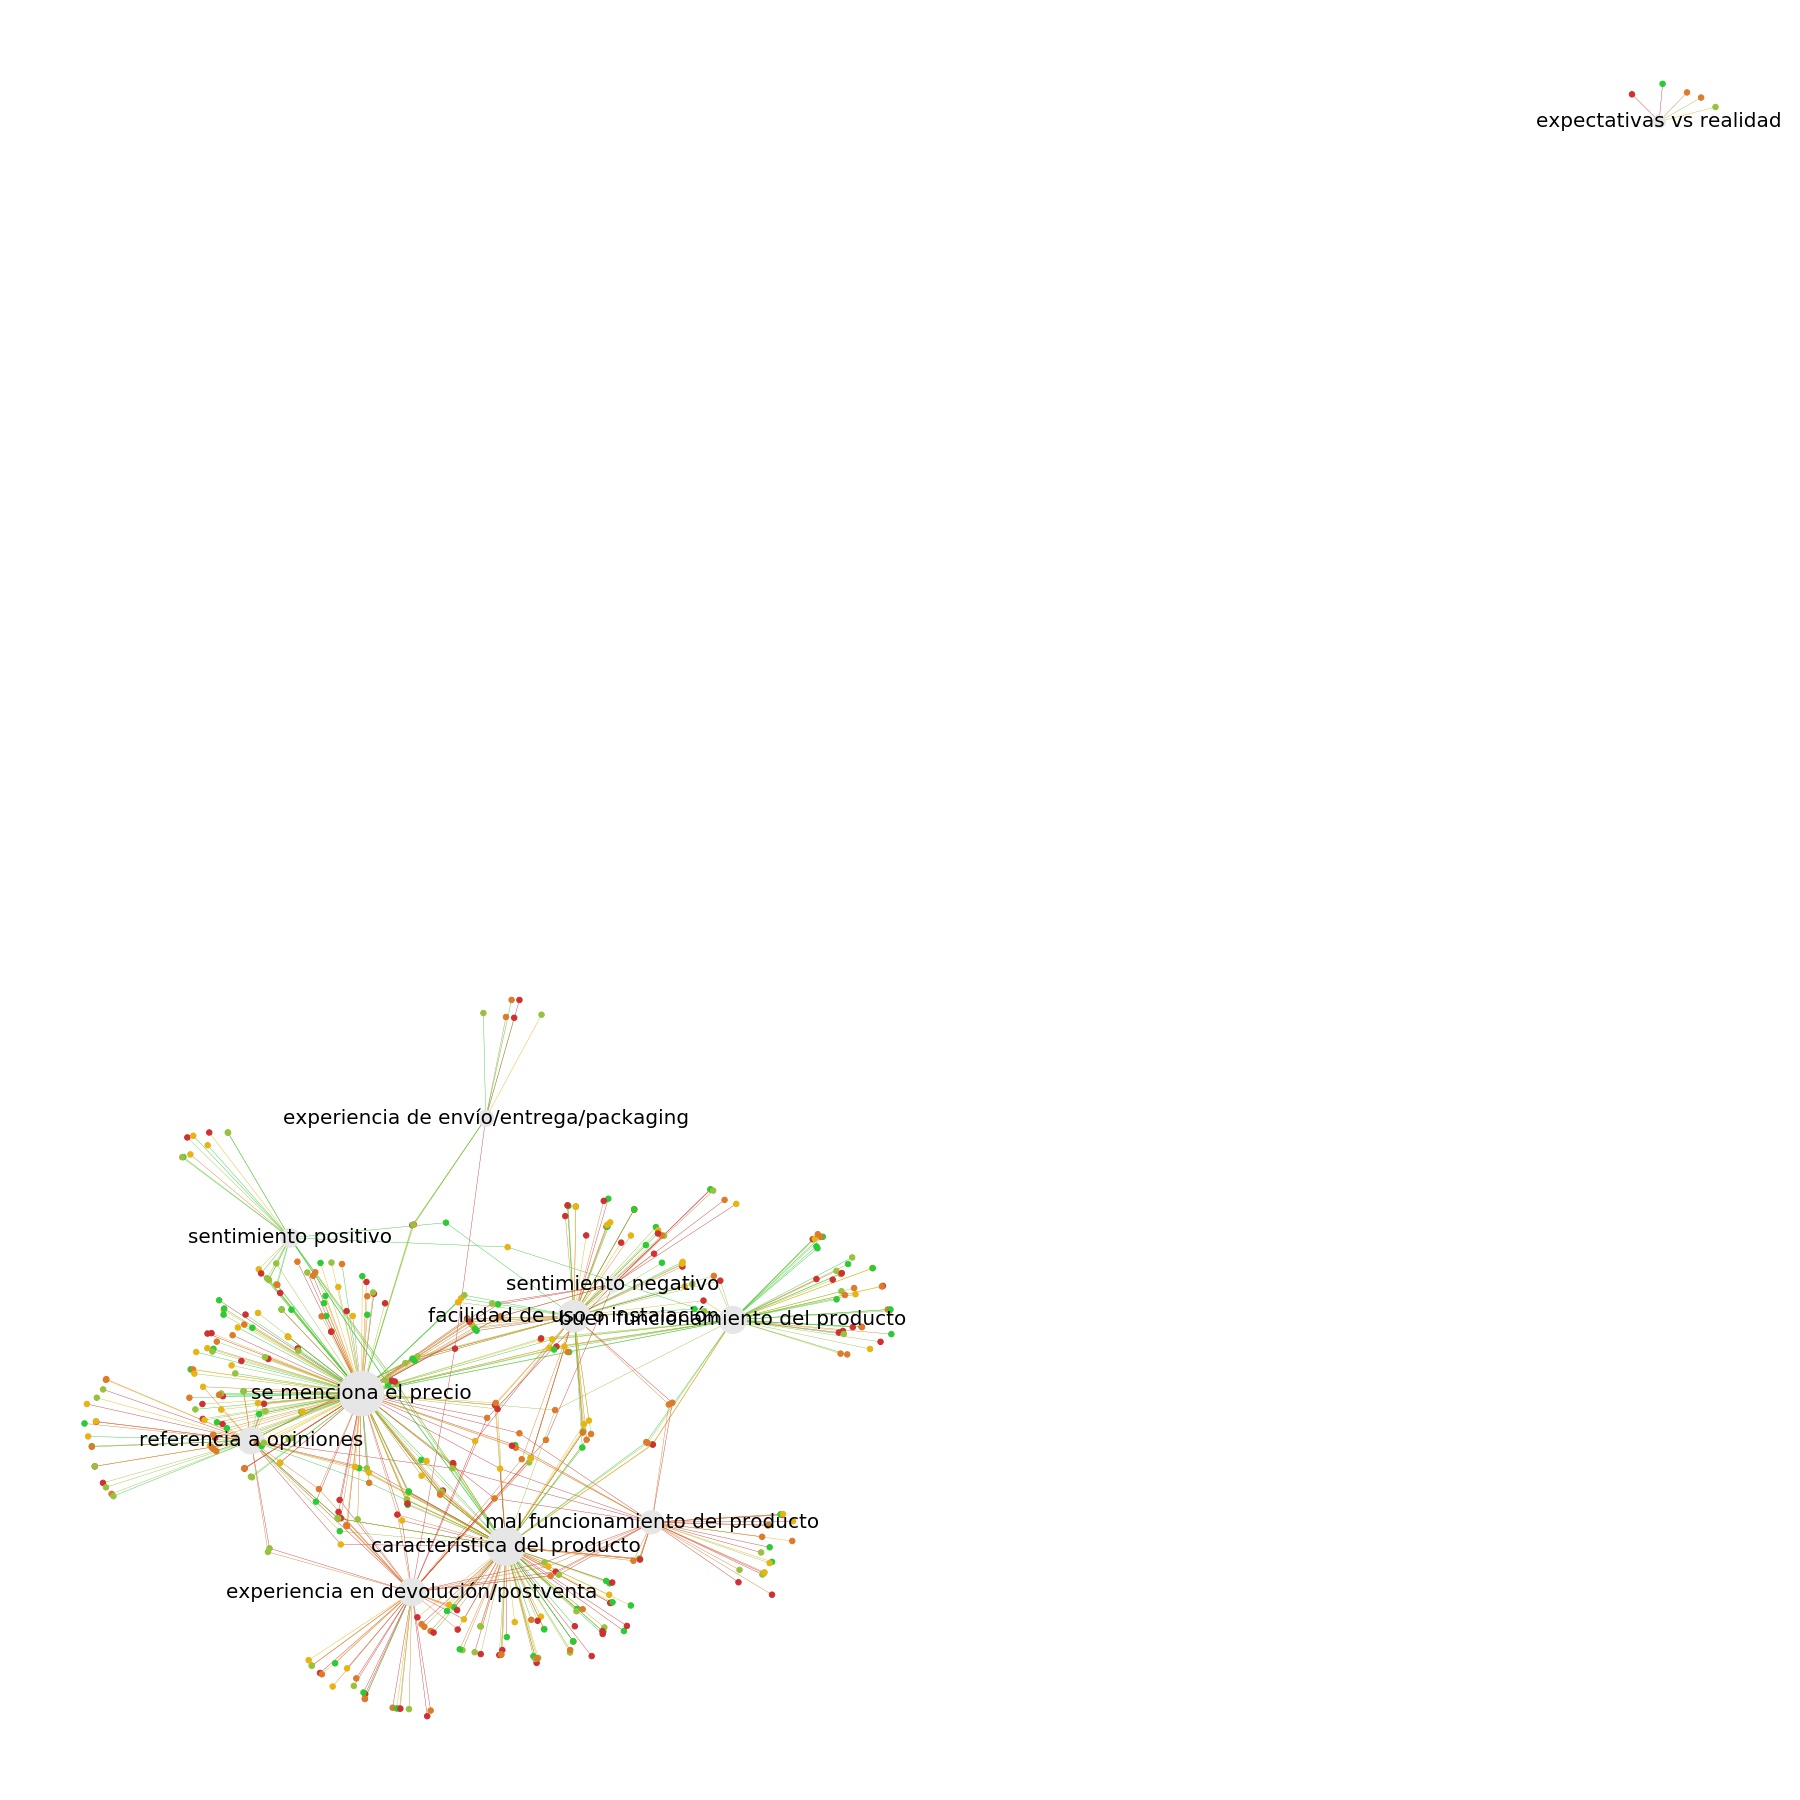 expectativas vs realidad
experiencia de envío/entrega/packaging
sentimiento positivo
sentimiento negativo
facilidad de uso o instalación
buen funcionamiento del producto
se menciona el precio
referencia a opiniones
mal funcionamiento del producto
característica del producto
experiencia en devolución/postventa